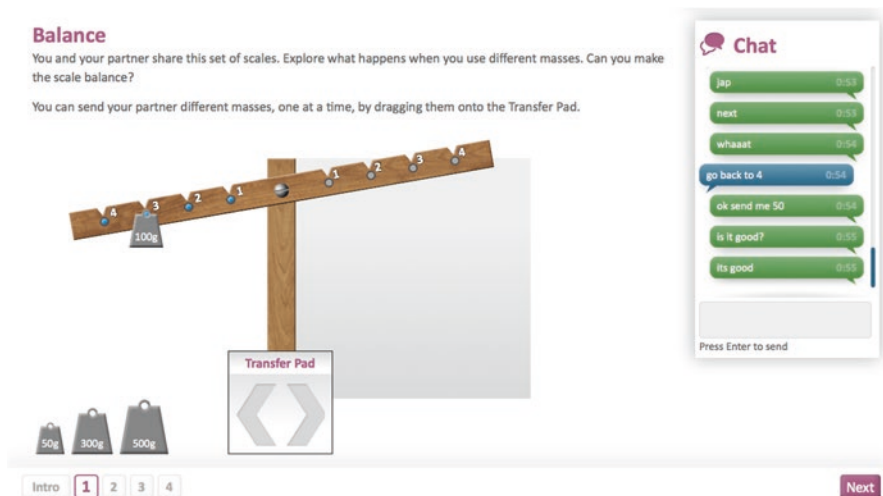 Balance
You and your partner share this set of scales. Explore what happens when you use different masses. Can you make
the scale balance?
You can send your partner different masses, one at a time, by dragging them onto the Transfer Pad.
4 3 2 1 1 2 3 4
100g
Transfer Pad
50g 300g 500g
Intro 1 2 3 4
Chat
jap 0:53
next 0:53
whaaat 0:54
go back to 4 0:54
ok send me 50 0:54
is it good? 0:55
its good 0:55
Press Enter to send
Next